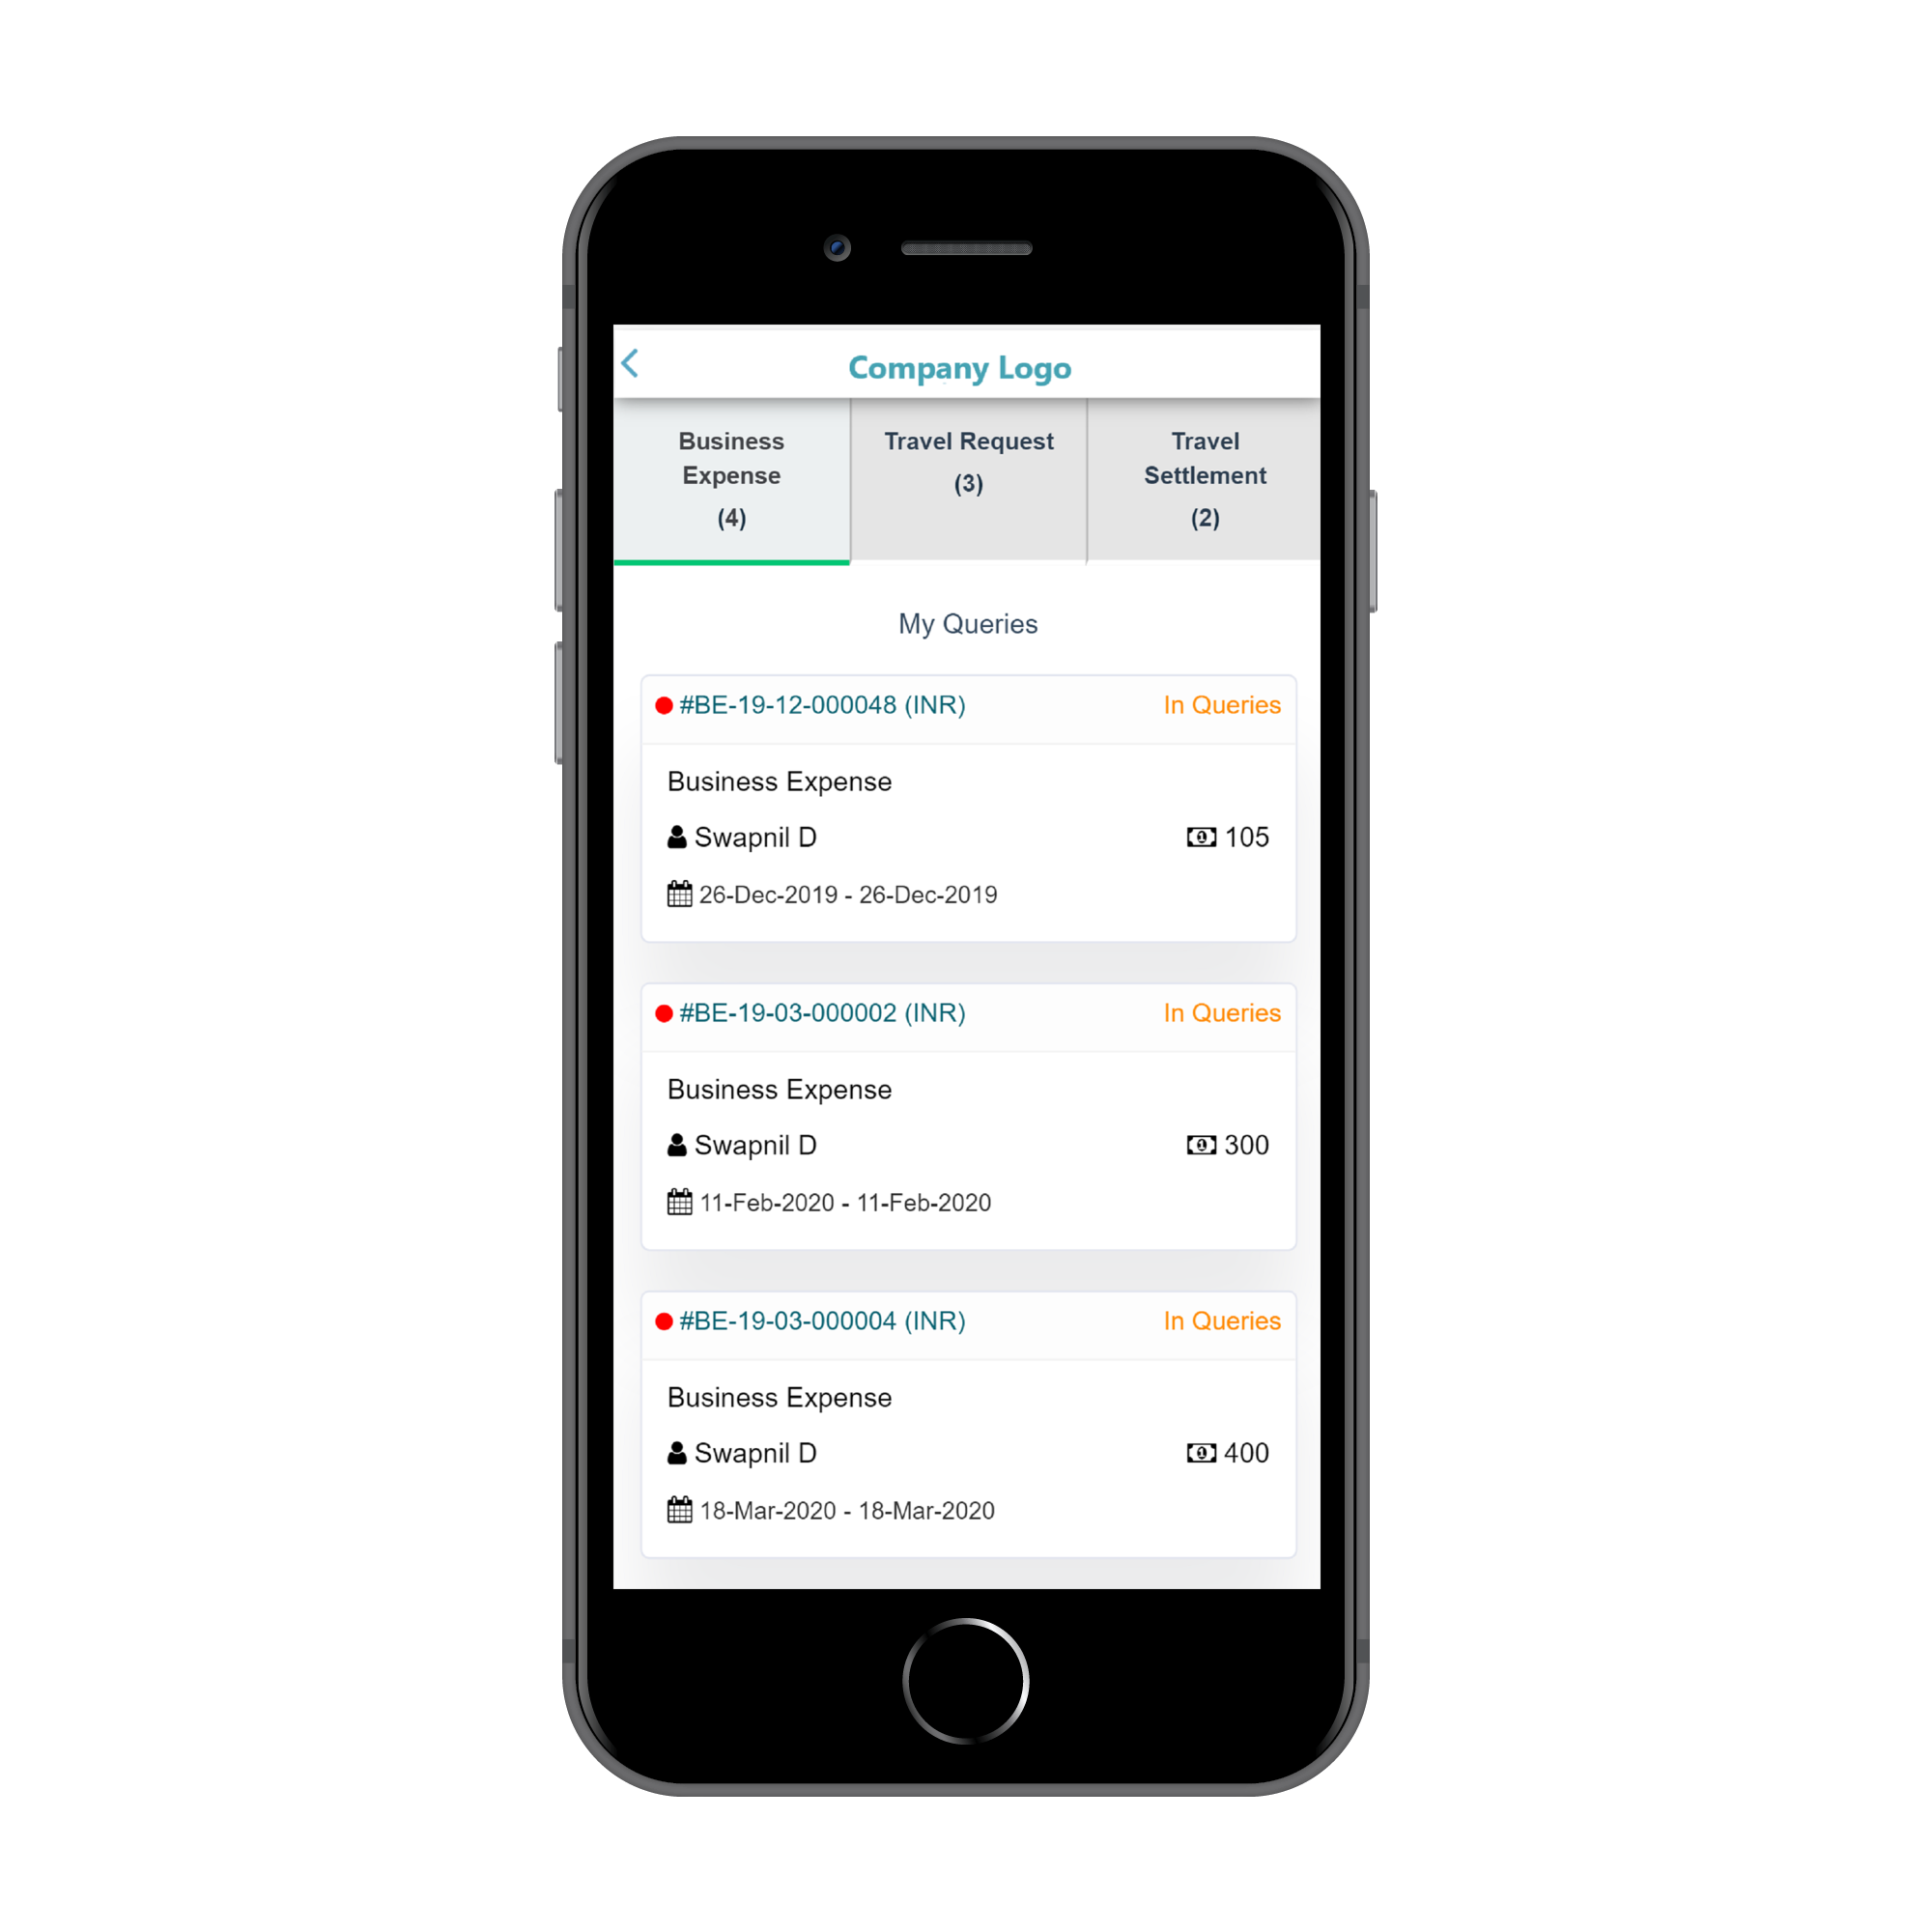 Company Logo
Business
Expense
(4)
Travel Request
(3)
Travel
Settlement
(2)
My Queries
#BE-19-12-000048 (INR) In Queries
Business Expense
Swapnil D 105
26-Dec-2019 - 26-Dec-2019
#BE-19-03-000002 (INR) In Queries
Business Expense
Swapnil D 300
11-Feb-2020 - 11-Feb-2020
#BE-19-03-000004 (INR) In Queries
Business Expense
Swapnil D 400
18-Mar-2020 - 18-Mar-2020